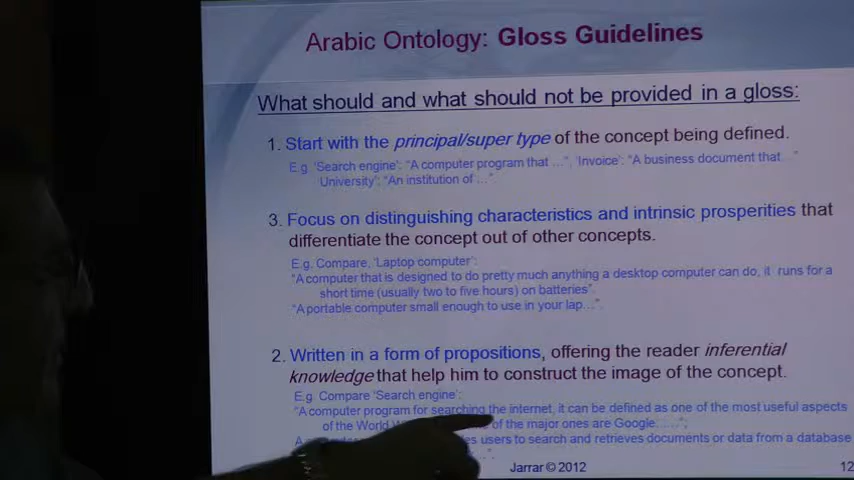 Arabic Ontology: Gloss Guidelines
What should and what should not be provided in a gloss:
1. Start with the principal/super type of the concept being defined.
E.g. 'Search engine': "A computer program that …", 'Invoice': "A business document that
University': "An institution of …".
3. Focus on distinguishing characteristics and intrinsic prosperities that
differentiate the concept out of other concepts.
E.g. Compare, 'Laptop computer':
"A computer that is designed to do pretty much anything a desktop computer can do, it runs for a
short time (usually two to five hours) on batteries".
"A portable computer small enough to use in your lap…".
2. Written in a form of propositions, offering the reader inferential
knowledge that help him to construct the image of the concept.
E.g. Compare 'Search engine':
"A computer program for searching the internet, it can be defined as one of the most useful aspects
of the World of the major ones are Google
users to search and retrieves documents or data from a database
Jarrar © 2012
12